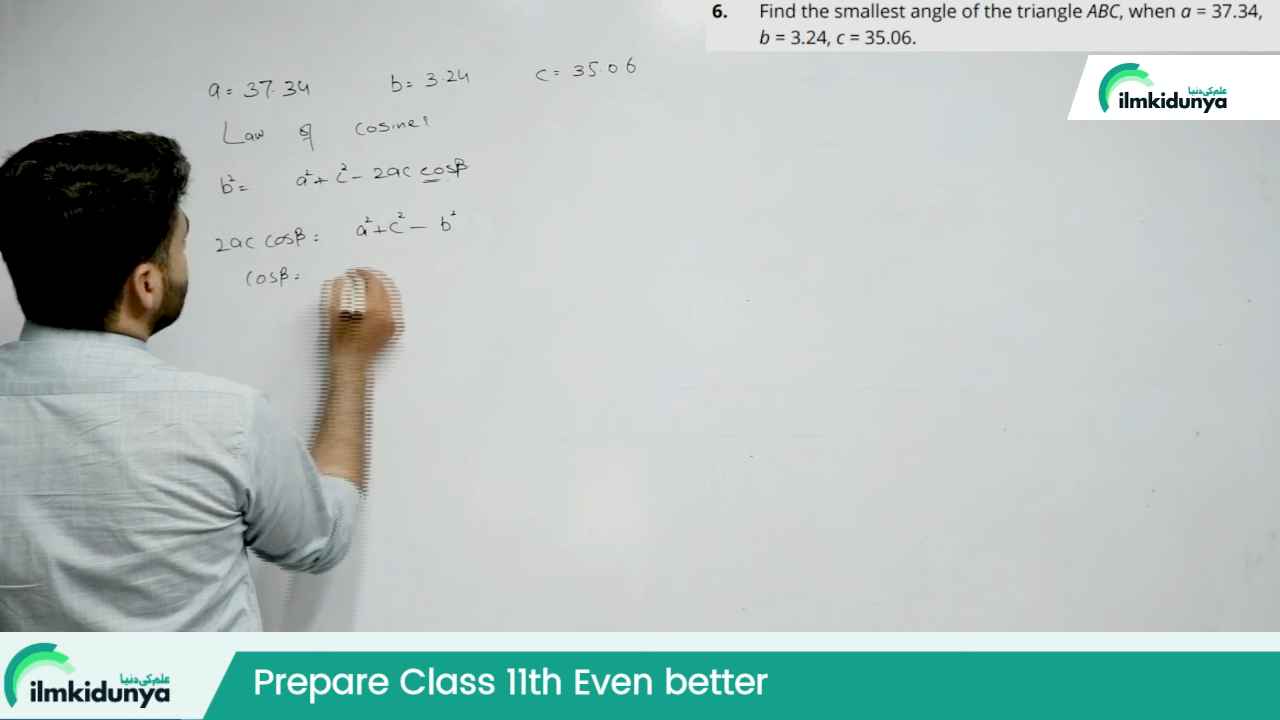 6. Find the smallest angle of the triangle ABC, when a = 37.34,
b = 3.24, c = 35.06.
علم کی دنیا
ilmkidunya
a = 37.34 b = 3.24 c = 35.06
Law of cosines
b² = a² + c² - 2ac cosβ
2ac cosβ = a² + c² - b²
cosβ =
علم کی دنیا
ilmkidunya
Prepare Class 11th Even better